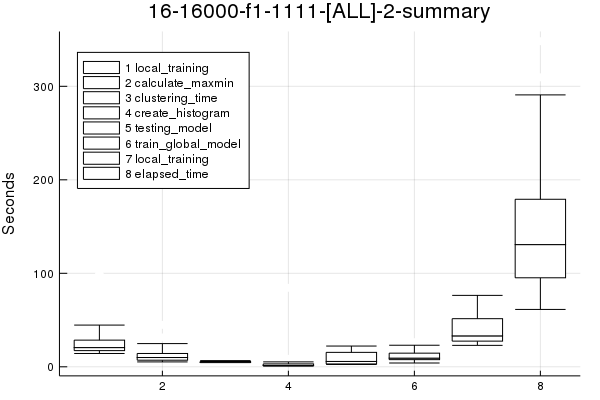 16-16000-f1-1111-[ALL]-2-summary
Seconds
300
200
100
0
1 local_training
2 calculate_maxmin
3 clustering_time
4 create_histogram
5 testing_model
6 train_global_model
7 local_training
8 elapsed_time
2 4 6 8